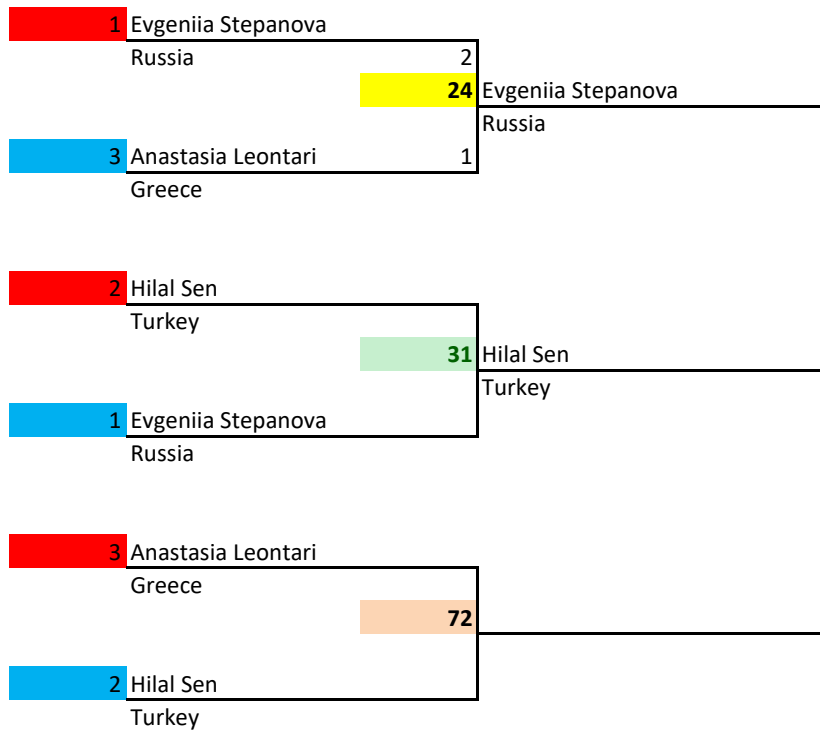 1 Evgeniia Stepanova
Russia 2
24 Evgeniia Stepanova
Russia
3 Anastasia Leontari 1
Greece
2 Hilal Sen
Turkey
31 Hilal Sen
Turkey
1 Evgeniia Stepanova
Russia
3 Anastasia Leontari
Greece
72
2 Hilal Sen
Turkey